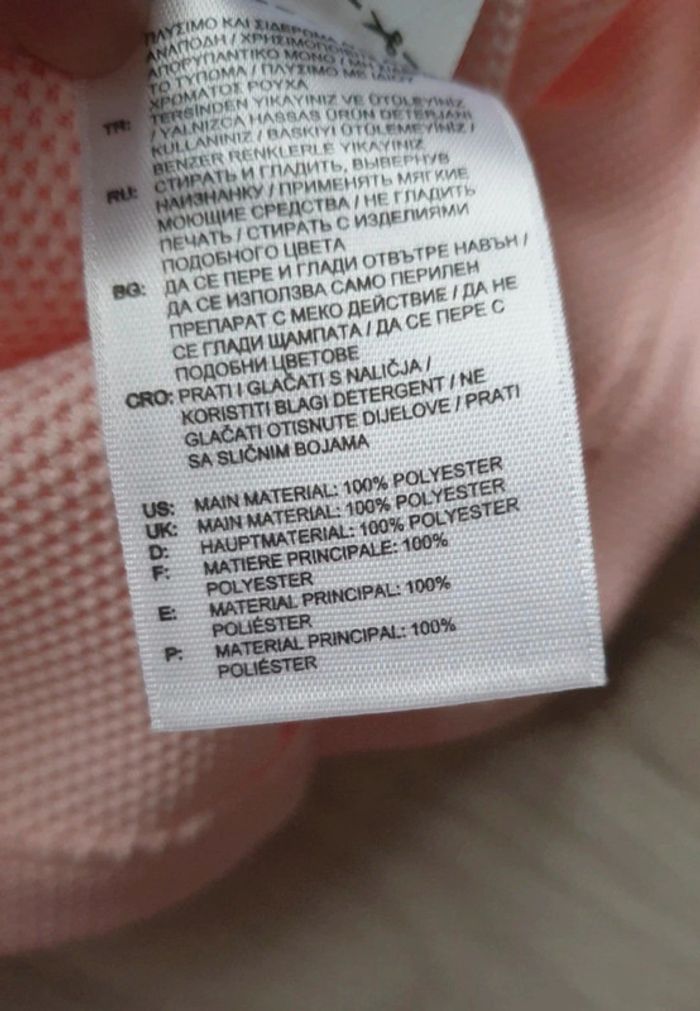 ΠΛΥΣΙΜΟ ΚΑΙ ΣΙΔΕΡΩΜΑ
ΑΝΑΠΟΔΗ / ΧΡΗΣΙΜΟΠΟΙΗΣΤΕ
ΑΠΟΡΥΠΑΝΤΙΚΟ ΜΟΝΟ / ΜΗ
ΤΟ ΤΥΠΩΜΑ / ΠΛΥΣΙΜΟ ΜΕ ΙΔΙΟΥ
ΧΡΩΜΑΤΟΣ ΡΟΥΧΑ
TR: TERSİNDEN YIKAYINIZ VE ÜTÜLEYİNİZ
/ YALNIZCA HASSAS ÜRÜN DETERJANI
KULLANINIZ / BASKIYI ÜTÜLEMEYİNİZ /
BENZER RENKLERLE YIKAYINIZ
RU: СТИРАТЬ И ГЛАДИТЬ, ВЫВЕРНУВ
НАИЗНАНКУ / ПРИМЕНЯТЬ МЯГКИЕ
МОЮЩИЕ СРЕДСТВА / НЕ ГЛАДИТЬ
ПЕЧАТЬ / СТИРАТЬ С ИЗДЕЛИЯМИ
ПОДОБНОГО ЦВЕТА
BG: ДА СЕ ПЕРЕ И ГЛАДИ ОТВЪТРЕ НАВЪН /
ДА СЕ ИЗПОЛЗВА САМО ПЕРИЛЕН
ПРЕПАРАТ С МЕКО ДЕЙСТВИЕ / ДА НЕ
СЕ ГЛАДИ ЩАМПАТА / ДА СЕ ПЕРЕ С
ПОДОБНИ ЦВЕТОВЕ
CRO: PRATI I GLAČATI S NALIČJA /
KORISTITI BLAGI DETERGENT / NE
GLAČATI OTISNUTE DIJELOVE / PRATI
SA SLIČNIM BOJAMA
US: MAIN MATERIAL: 100% POLYESTER
UK: MAIN MATERIAL: 100% POLYESTER
D: HAUPTMATERIAL: 100% POLYESTER
F: MATIERE PRINCIPALE: 100%
POLYESTER
E: MATERIAL PRINCIPAL: 100%
POLIÉSTER
P: MATERIAL PRINCIPAL: 100%
POLIÉSTER